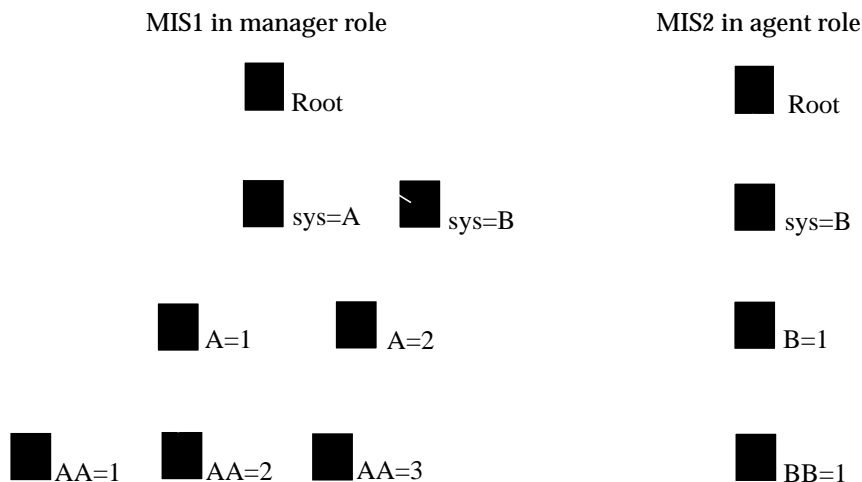 MIS1 in manager role
MIS2 in agent role
Root
Root
sys=A
sys=B
sys=B
A=1
A=2
B=1
AA=1
AA=2
AA=3
BB=1